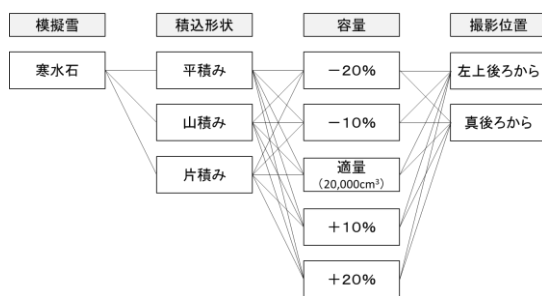 模擬雪
積込形状
容量
撮影位置
寒水石
平積み
－20%
左上後ろから
山積み
－10%
真後ろから
片積み
適量
（20,000cm³）
＋10%
＋20%